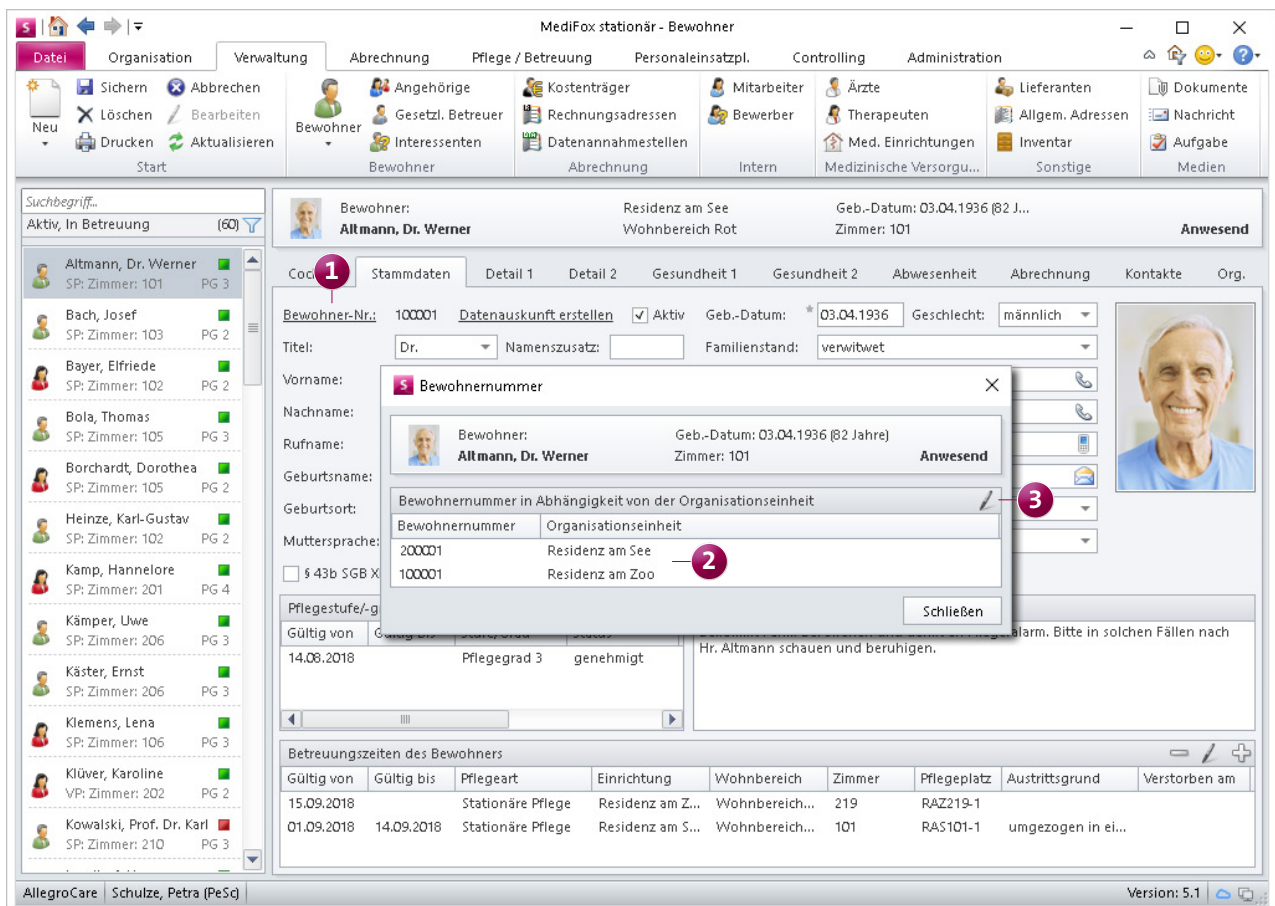 MediFox stationär - Bewohner
Datei Organisation Verwaltung Abrechnung Pflege / Betreuung Personaleinsatzpl. Controlling Administration
Neu
Sichern Abbrechen
Löschen Bearbeiten
Drucken Aktualisieren
Start
Bewohner
Angehörige
Gesetzl. Betreuer
Interessenten
Bewohner
Kostenträger
Rechnungsadressen
Datenannahmestellen
Abrechnung
Mitarbeiter
Bewerber
Intern
Ärzte
Therapeuten
Med. Einrichtungen
Medizinische Versorgu...
Lieferanten
Allgem. Adressen
Inventar
Sonstige
Dokumente
Nachricht
Aufgabe
Medien
Suchbegriff...
Aktiv, In Betreuung (60)
Altmann, Dr. Werner
SP: Zimmer: 101 PG 3
Bach, Josef
SP: Zimmer: 103 PG 2
Bayer, Elfriede
SP: Zimmer: 102 PG 2
Bola, Thomas
SP: Zimmer: 105 PG 3
Borchardt, Dorothea
SP: Zimmer: 105 PG 2
Heinze, Karl-Gustav
SP: Zimmer: 102 PG 2
Kamp, Hannelore
SP: Zimmer: 201 PG 4
Kämper, Uwe
SP: Zimmer: 206 PG 3
Käster, Ernst
SP: Zimmer: 206 PG 3
Klemens, Lena
SP: Zimmer: 106 PG 3
Klüver, Karoline
VP: Zimmer: 202 PG 2
Kowalski, Prof. Dr. Karl
SP: Zimmer: 210 PG 3
Bewohner: Residenz am See Geb.-Datum: 03.04.1936 (82 J...
Altmann, Dr. Werner Wohnbereich Rot Zimmer: 101 Anwesend
Coc 1 Stammdaten Detail 1 Detail 2 Gesundheit 1 Gesundheit 2 Abwesenheit Abrechnung Kontakte Org.
Bewohner-Nr.: 100001 Datenauskunft erstellen Aktiv Geb.-Datum: * 03.04.1936 Geschlecht: männlich
Titel: Dr. Namenszusatz: Familienstand: verwitwet
Vorname:
Nachname:
Rufname:
Geburtsname:
Geburtsort:
Muttersprache:
§ 43b SGB X
S Bewohnernummer
Bewohner: Geb.-Datum: 03.04.1936 (82 Jahre)
Altmann, Dr. Werner Zimmer: 101 Anwesend
Bewohnernummer in Abhängigkeit von der Organisationseinheit 3
Bewohnernummer Organisationseinheit
200001 Residenz am See 2
100001 Residenz am Zoo
Schließen
Pflegestufe/-g
Gültig von
14.08.2018 Pflegegrad 3 genehmigt
alarm. Bitte in solchen Fällen nach
Hr. Altmann schauen und beruhigen.
Betreuungszeiten des Bewohners
Gültig von Gültig bis Pflegeart Einrichtung Wohnbereich Zimmer Pflegeplatz Austrittsgrund Verstorben am
15.09.2018 Stationäre Pflege Residenz am Z... Wohnbereich... 219 RAZ219-1
01.09.2018 14.09.2018 Stationäre Pflege Residenz am S... Wohnbereich... 101 RAS101-1 umgezogen in ei...
AllegroCare Schulze, Petra (PeSc) Version: 5.1